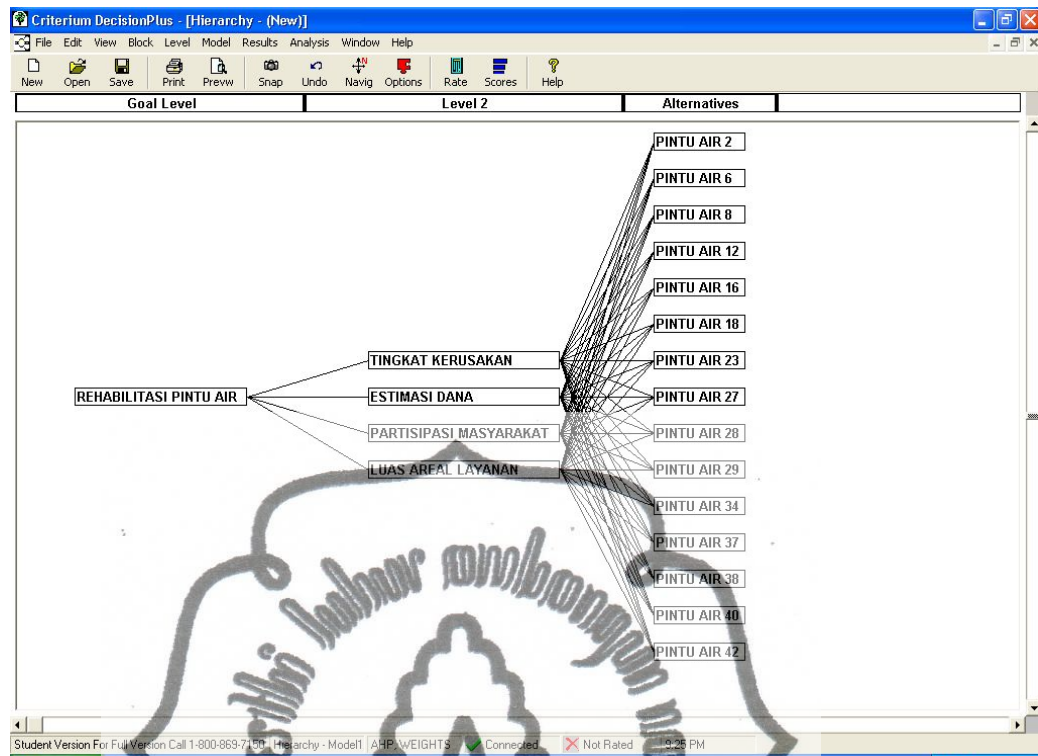 Criterium DecisionPlus - [Hierarchy - (New)]
File Edit View Block Level Model Results Analysis Window Help
New Open Save Print Prevw Snap Undo Navig Options Rate Scores Help
Goal Level Level 2 Alternatives
PINTU AIR 2
PINTU AIR 6
PINTU AIR 8
PINTU AIR 12
PINTU AIR 16
PINTU AIR 18
TINGKAT KERUSAKAN PINTU AIR 23
REHABILITASI PINTU AIR ESTIMASI DANA PINTU AIR 27
PARTISIPASI MASYARAKAT PINTU AIR 28
LUAS AREAL LAYANAN PINTU AIR 29
PINTU AIR 34
PINTU AIR 37
PINTU AIR 38
PINTU AIR 40
PINTU AIR 42
Student Version For Full Version Call 1-800-869-7150 Hierarchy - Model1 AHP, WEIGHTS Connected Not Rated 9:25 PM